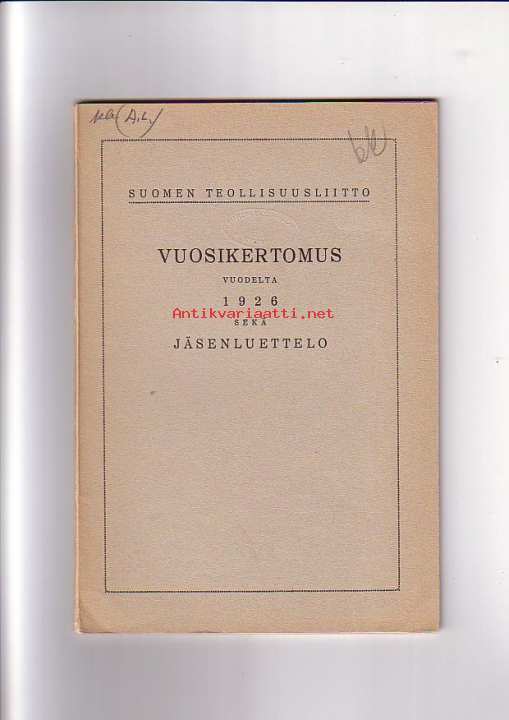 SUOMEN TEOLLISUUSLIITTO
VUOSIKERTOMUS
VUODELTA
1926
Antikvariaatti.net
SEKÄ
JÄSENLUETTELO